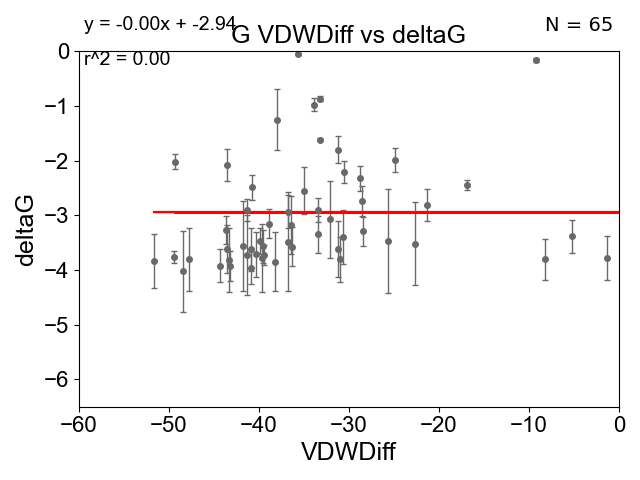 y = -0.00x + -2.94
G VDWDiff vs deltaG
N = 65
r^2 = 0.00
0
−1
−2
−3
−4
−5
−6
deltaG
−60
−50
−40
−30
−20
−10
0
VDWDiff